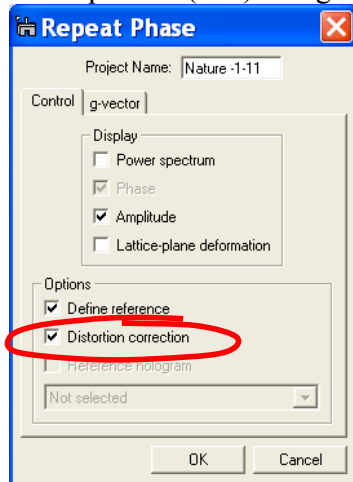 Repeat Phase
Project Name: Nature -1-11
Control g-vector
Display
Power spectrum
Phase
Amplitude
Lattice-plane deformation
Options
Define reference
Distortion correction
Reference hologram
Not selected
OK Cancel